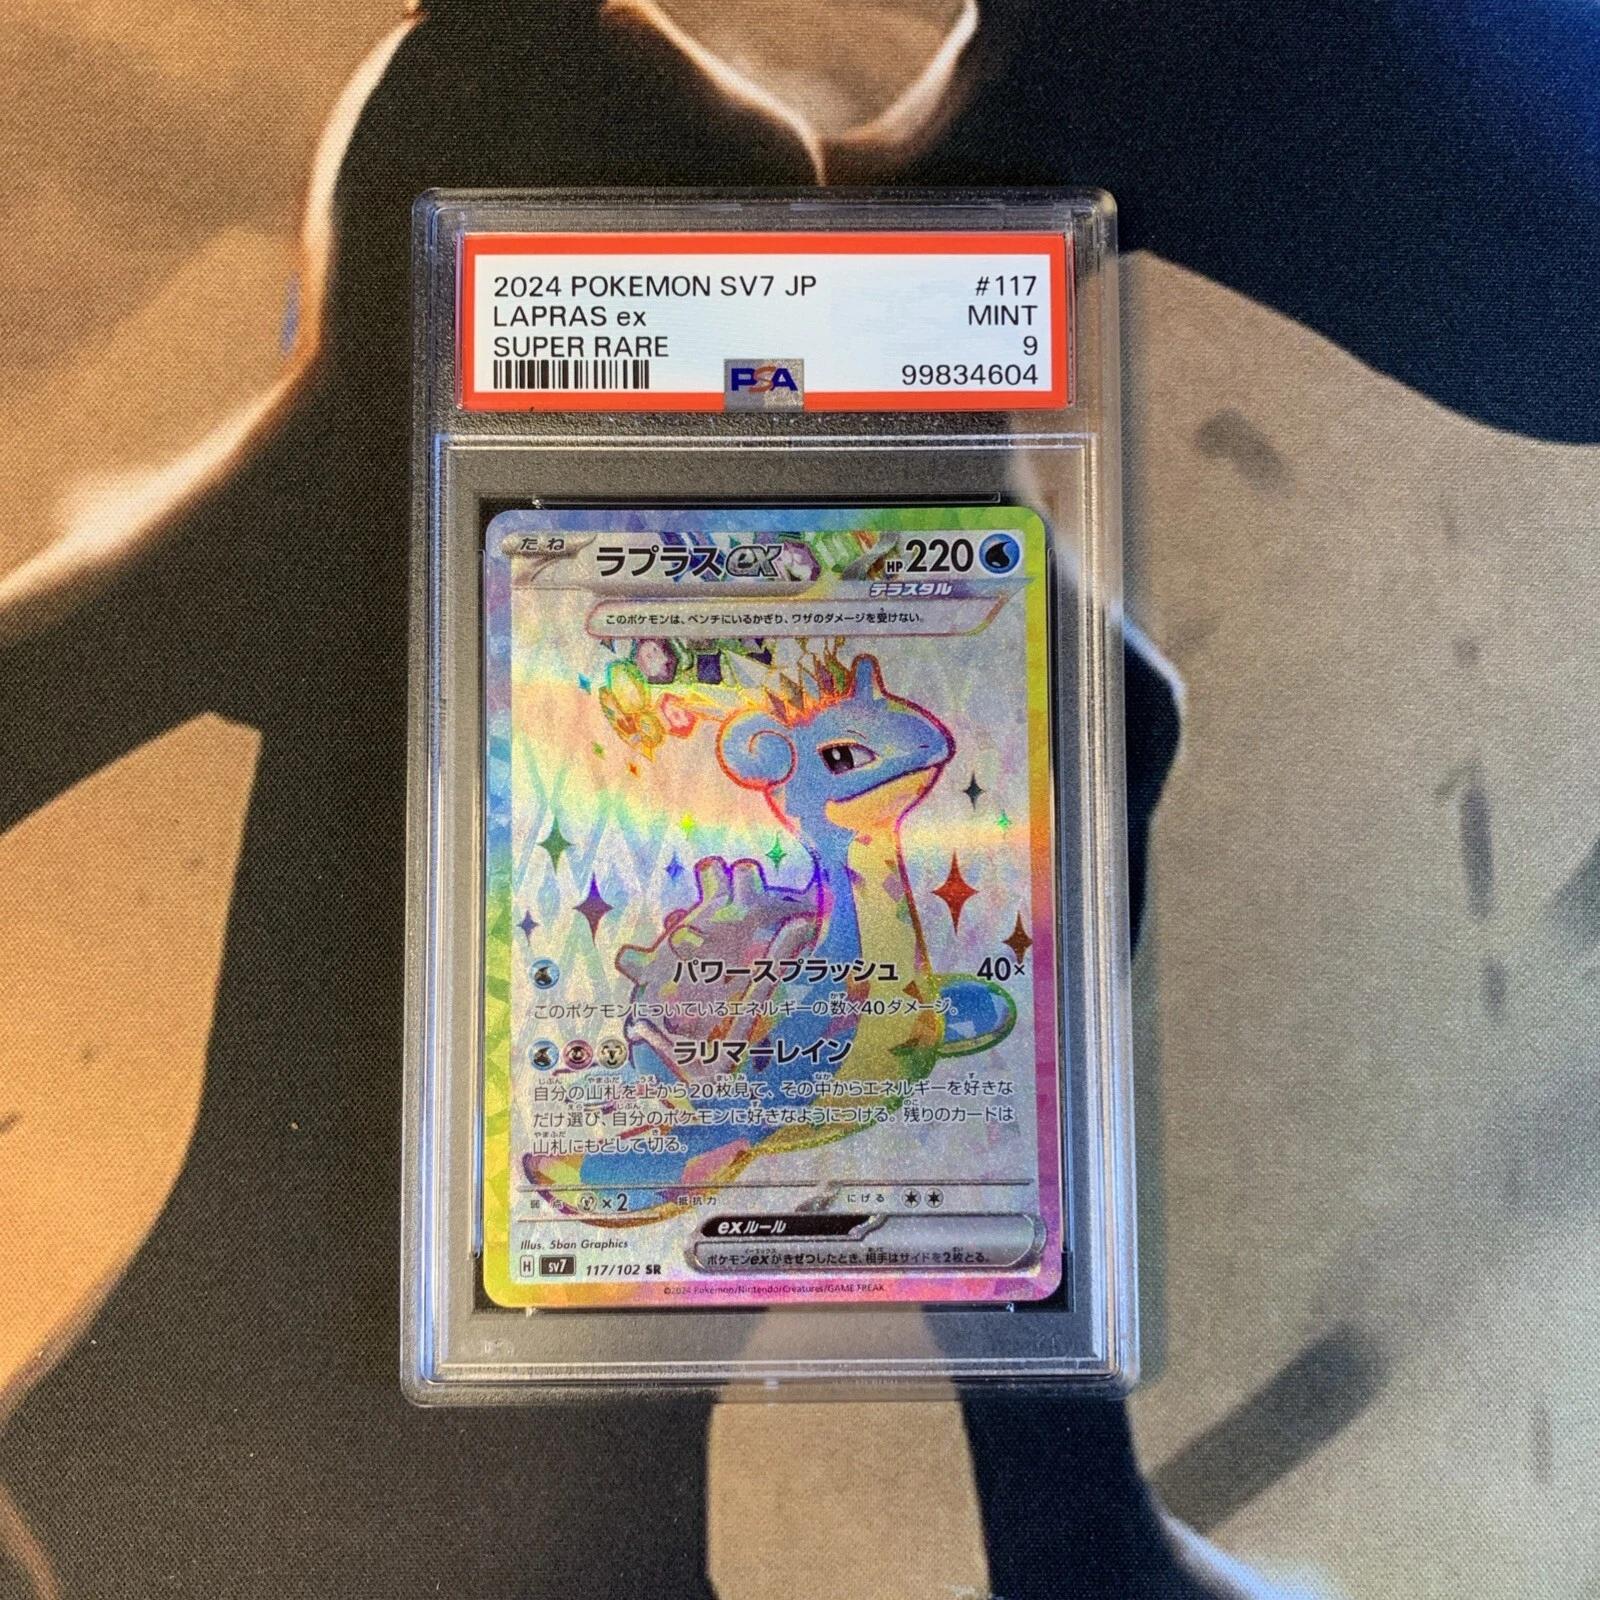 2024 POKEMON SV7 JP #117
LAPRAS ex MINT
SUPER RARE 9
PSA 99834604
たね ラプラスex HP220
テラスタル
このポケモンは、ベンチにいるかぎり、ワザのダメージを受けない。
パワースプラッシュ 40×
このポケモンについているエネルギーの数×40ダメージ。
ラリマーレイン
自分の山札を上から20枚見て、その中からエネルギーを好きな
だけ選び、自分のポケモンに好きなようにつける。残りのカードは
山札にもどして切る。
弱点 ×2 抵抗力 にげる
exルール
ポケモンexがきぜつしたとき、相手はサイドを2枚とる。
Illus. 5ban Graphics
H sv7 117/102 SR
©2024 Pokémon/Nintendo/Creatures/GAME FREAK.